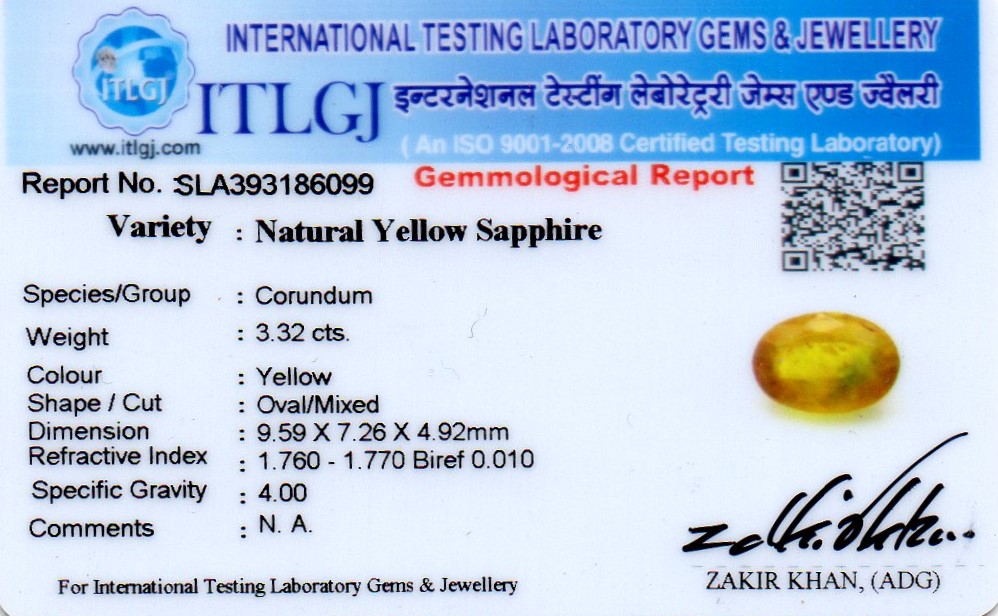 INTERNATIONAL TESTING LABORATORY GEMS & JEWELLERY
ITLGJ
ITLGJ इन्टरनेशनल टेस्टींग लेबोरेट्री जेम्स एण्ड ज्वैलरी
www.itlgj.com
( An ISO 9001-2008 Certified Testing Laboratory)
Report No. :SLA393186099
Gemmological Report
Variety : Natural Yellow Sapphire
Species/Group : Corundum
Weight : 3.32 cts.
Colour : Yellow
Shape / Cut : Oval/Mixed
Dimension : 9.59 X 7.26 X 4.92mm
Refractive Index : 1.760 - 1.770 Biref 0.010
Specific Gravity : 4.00
Comments : N. A.
For International Testing Laboratory Gems & Jewellery
ZAKIR KHAN, (ADG)